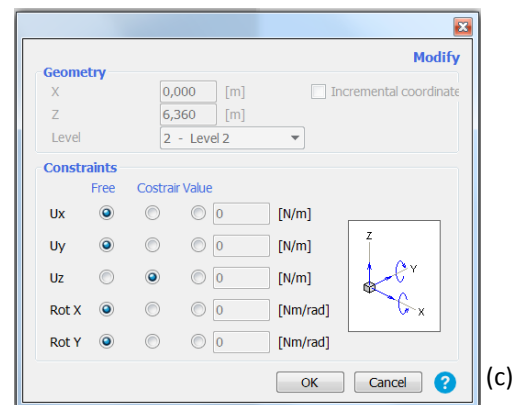 Modify
Geometry
X 0,000 [m] Incremental coordinate
Z 6,360 [m]
Level 2 - Level 2
Constraints
Free Costrair Value
Ux 0 [N/m]
Uy 0 [N/m]
Uz 0 [N/m]
Rot X 0 [Nm/rad]
Rot Y 0 [Nm/rad]
Z
Y
X
OK Cancel ? (c)